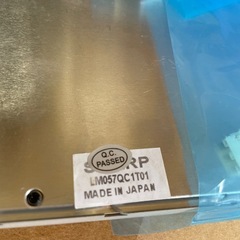 Q.C.
PASSED
LM057QC1T01
MADE IN JAPAN